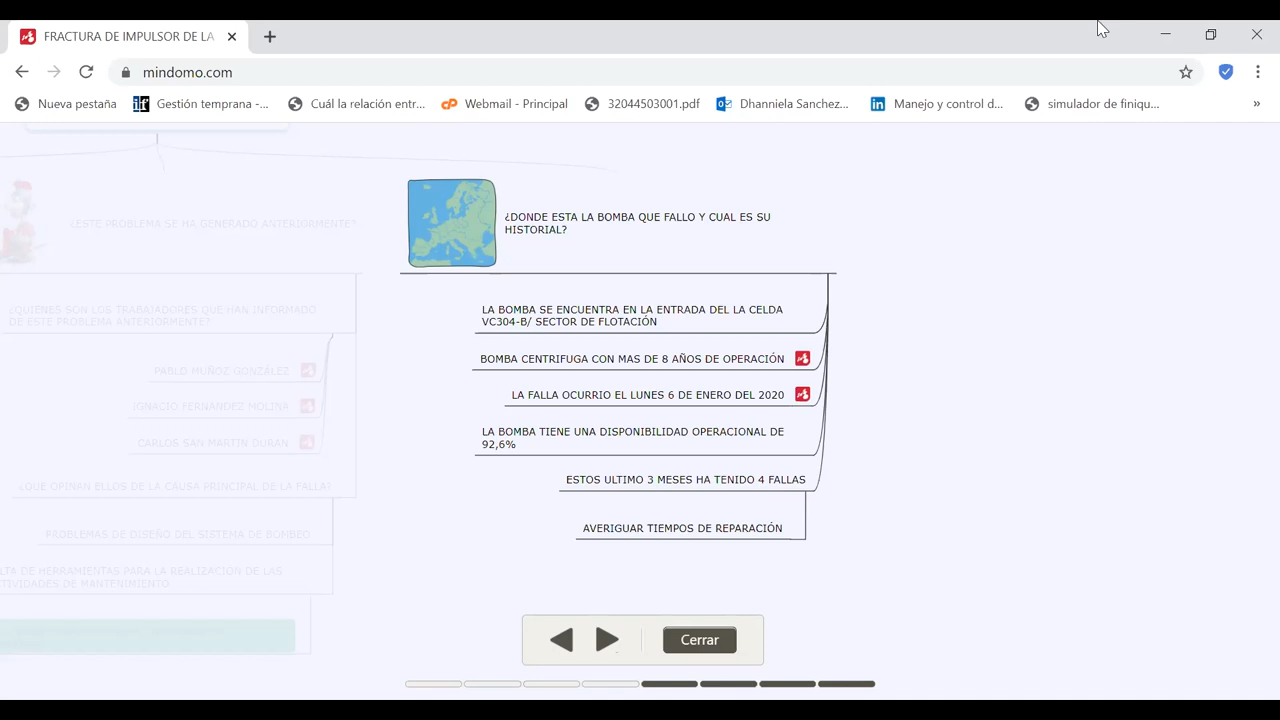 FRACTURA DE IMPULSOR DE LA
mindomo.com
Nueva pestaña
Gestión temprana -...
Cuál la relación entr...
Webmail - Principal
32044503001.pdf
Dhanniela Sanchez...
Manejo y control d...
simulador de finiqu...
»
¿ESTE PROBLEMA SE HA GENERADO ANTERIORMENTE?
¿QUIENES SON LOS TRABAJADORES QUE HAN INFORMADO
DE ESTE PROBLEMA ANTERIORMENTE?
PABLO MUÑOZ GONZÁLEZ
IGNACIO FERNANDEZ MOLINA
CARLOS SAN MARTIN DURAN
¿QUE OPINAN ELLOS DE LA CAUSA PRINCIPAL DE LA FALLA?
PROBLEMAS DE DISEÑO DEL SISTEMA DE BOMBEO
LTA DE HERRAMIENTAS PARA LA REALIZACIÓN DE LAS
TIVIDADES DE MANTENIMIENTO
¿DONDE ESTA LA BOMBA QUE FALLO Y CUAL ES SU
HISTORIAL?
LA BOMBA SE ENCUENTRA EN LA ENTRADA DEL LA CELDA
VC304-B/ SECTOR DE FLOTACIÓN
BOMBA CENTRIFUGA CON MAS DE 8 AÑOS DE OPERACIÓN
LA FALLA OCURRIO EL LUNES 6 DE ENERO DEL 2020
LA BOMBA TIENE UNA DISPONIBILIDAD OPERACIONAL DE
92,6%
ESTOS ULTIMO 3 MESES HA TENIDO 4 FALLAS
AVERIGUAR TIEMPOS DE REPARACIÓN
Cerrar